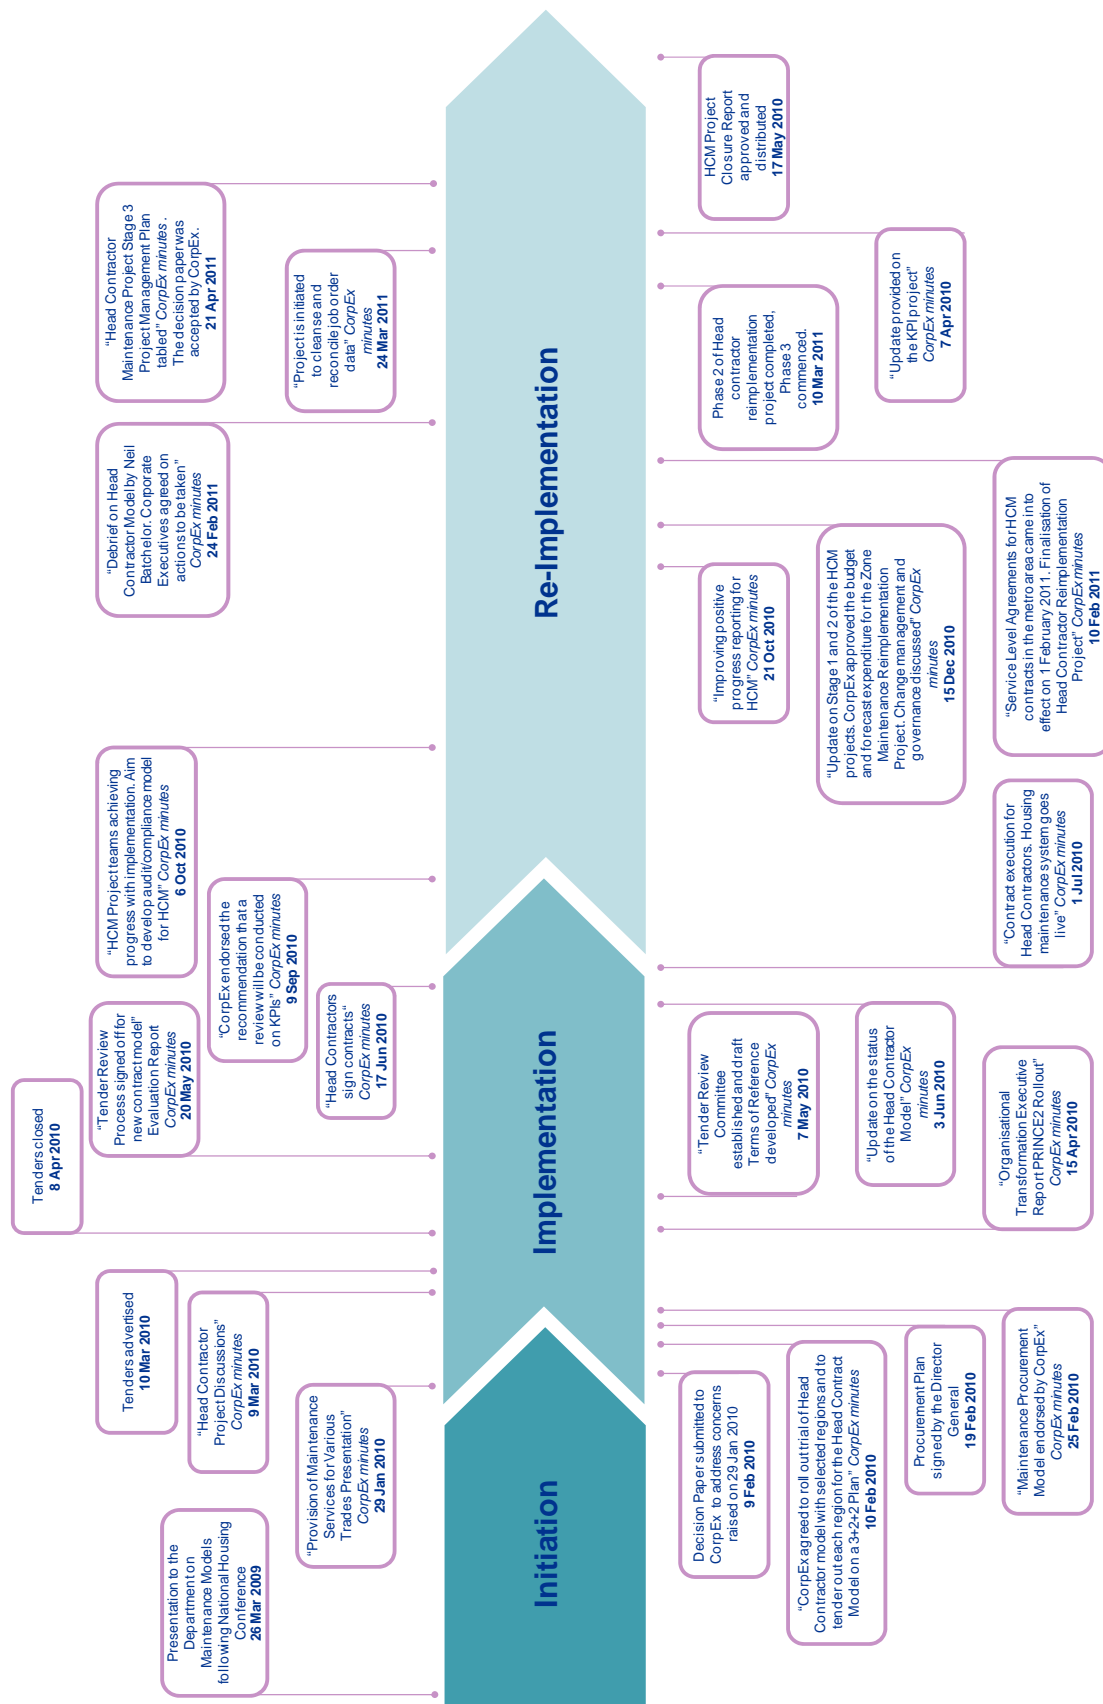 Presentation to the
Department on
Maintenance Models
following National Housing
Conference
26 Mar 2009
“Provision of Maintenance
Services for Various
Trades Presentation”
CorpEx minutes
29 Jan 2010
“Head Contractor
Project Discussions”
CorpEx minutes
9 Mar 2010
Tenders advertised
10 Mar 2010
Tenders closed
8 Apr 2010
“Tender Review
Process signed off for
new contract model”
Evaluation Report
CorpEx minutes
20 May 2010
“Head Contractors
sign contracts“
CorpEx minutes
17 Jun 2010
“CorpEx endorsed the
recommendation that a
review will be conducted
on KPIs” CorpEx minutes
9 Sep 2010
“HCM Project teams achieving
progress with implementation. Aim
to develop audit/compliance model
for HCM” CorpEx minutes
6 Oct 2010
“Debrief on Head
Contractor Model by Neil
Batchelor. Corporate
Executives agreed on
actions to be taken”
CorpEx minutes
24 Feb 2011
“Project is initiated
to cleanse and
reconcile job order
data” CorpEx
minutes
24 Mar 2011
“Head Contractor
Maintenance Project Stage 3
Project Management Plan
tabled” CorpEx minutes .
The decision paper was
accepted by CorpEx.
21 Apr 2011
Initiation
Implementation
Re-Implementation
Decision Paper submitted to
CorpEx to address concerns
raised on 29 Jan 2010
9 Feb 2010
“CorpEx agreed to roll out trial of Head
Contractor model with selected regions and to
tender out each region for the Head Contract
Model on a 3+2+2+2 Plan” CorpEx minutes
10 Feb 2010
Procurement Plan
signed by the Director
General
19 Feb 2010
“Maintenance Procurement
Model endorsed by CorpEx”
CorpEx minutes
25 Feb 2010
“Organisational
Transformation Executive
Report PRINCE2 Rollout”
CorpEx minutes
15 Apr 2010
“Tender Review
Committee
established and draft
Terms of Reference
developed” CorpEx
minutes
7 May 2010
“Update on the status
of the Head Contractor
Model” CorpEx
minutes
3 Jun 2010
“Contract execution for
Head Contractors. Housing
maintenance system goes
live” CorpEx minutes
1 Jul 2010
“Improving positive
progress reporting for
HCM” CorpEx minutes
21 Oct 2010
“Update on Stage 1 and 2 of the HCM
projects. CorpEx approved the budget
and forecast expenditure for the Zone
Maintenance Reimplementation
Project. Change management and
governance discussed” CorpEx
minutes
15 Dec 2010
“Service Level Agreements for HCM
contracts in the metro area came into
effect on 1 February 2011. Finalisation of
Head Contractor Reimplementation
Project” CorpEx minutes
10 Feb 2011
Phase 2 of Head
contractor
reimplementation
project completed,
Phase 3
commenced.
10 Mar 2011
“Update provided on
the KPI project”
CorpEx minutes
7 Apr 2010
HCM Project
Closure Report
approved and
distributed
17 May 2010